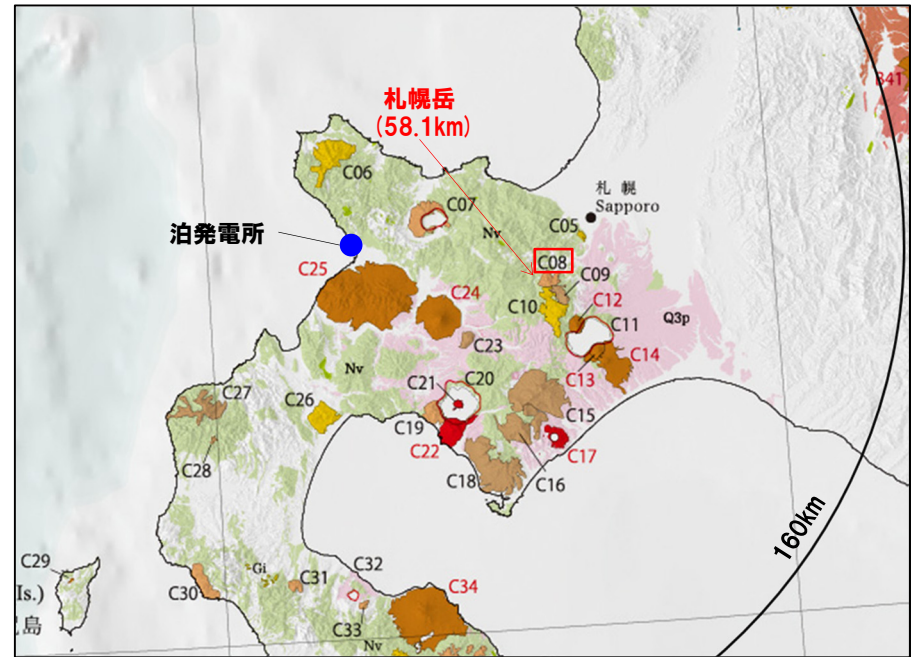 札幌岳
(58.1km)
B41
C06
札 幌
Sapporo
C07
C05
Nv
泊発電所
C08
C25
C09
C24
C12
C10
C11
Q3p
C23
C14
Nv
C13
C20
C21
C27
C26
C15
C19
C22
C17
C28
C16
C18
160km
C29
C32
Gi
C31
C34
Is.)
C30
島
C33
Nv